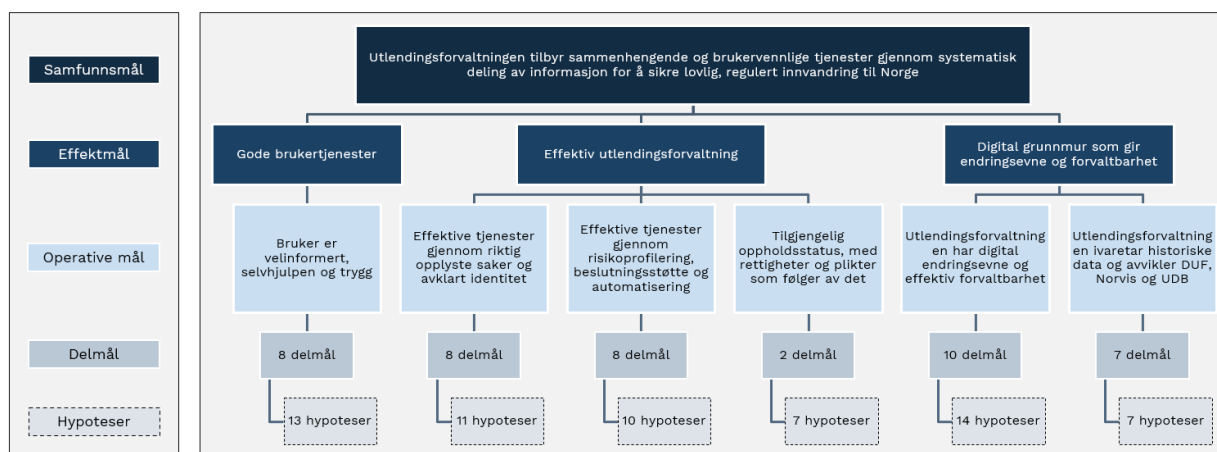 Samfunnsmål
Effektmål
Operative mål
Delmål
Hypoteser
Utlendingsforvaltningen tilbyr sammenhengende og brukervennlige tjenester gjennom systematisk
deling av informasjon for å sikre lovlig, regulert innvandring til Norge
Gode brukertjenester
Effektiv utlendingsforvaltning
Digital grunnmur som gir
endringsevne og forvaltbarhet
Bruker er
velinformert,
selvhjulpen og trygg
Effektive tjenester
gjennom riktig
opplyste saker og
avklart identitet
Effektive tjenester
gjennom
risikoprofilering,
beslutningsstøtte og
automatisering
Tilgjengelig
oppholdsstatus, med
rettigheter og plikter
som følger av det
Utlendingsforvaltning
en har digital
endringsevne og
effektiv forvaltbarhet
Utlendingsforvaltning
en ivaretar historiske
data og avvikler DUF,
Norvis og UDB
8 delmål
8 delmål
8 delmål
2 delmål
10 delmål
7 delmål
13 hypoteser
11 hypoteser
10 hypoteser
7 hypoteser
14 hypoteser
7 hypoteser